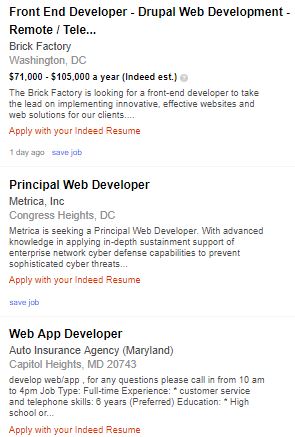 Front End Developer - Drupal Web Development -
Remote / Tele...
Brick Factory
Washington, DC
$71,000 - $105,000 a year (Indeed est.) ?
The Brick Factory is looking for a front-end developer to take
the lead on implementing innovative, effective websites and
web solutions for our clients....
Apply with your Indeed Resume
1 day ago save job
Principal Web Developer
Metrica, Inc
Congress Heights, DC
Metrica is seeking a Principal Web Developer. With advanced
knowledge in applying in-depth sustainment support of
enterprise network cyber defense capabilities to prevent
sophisticated cyber threats...
Apply with your Indeed Resume
save job
Web App Developer
Auto Insurance Agency (Maryland)
Capitol Heights, MD 20743
develop web/app , for any questions please call in from 10 am
to 4pm Job Type: Full-time Experience: * customer service
and telephone skills: 6 years (Preferred) Education: * High
school or...
Apply with your Indeed Resume